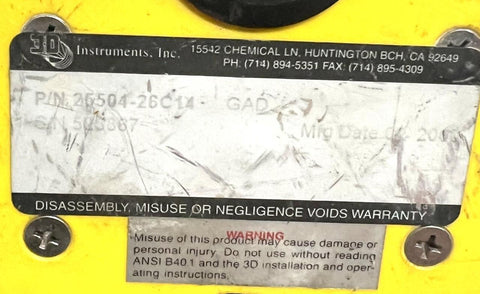 3D Instruments, Inc.
15542 CHEMICAL LN, HUNTINGTON BCH, CA 92649
PH. (714) 894-5351 FAX: (714) 895-4309
P/N 25504-26C14 GAD
S/N
Mfg Date
DISASSEMBLY, MISUSE OR NEGLIGENCE VOIDS WARRANTY
WARNING
Misuse of this product may cause damage or
personal injury. Do not use without reading
ANSI B40.1 and the 3D installation and oper-
ating instructions.